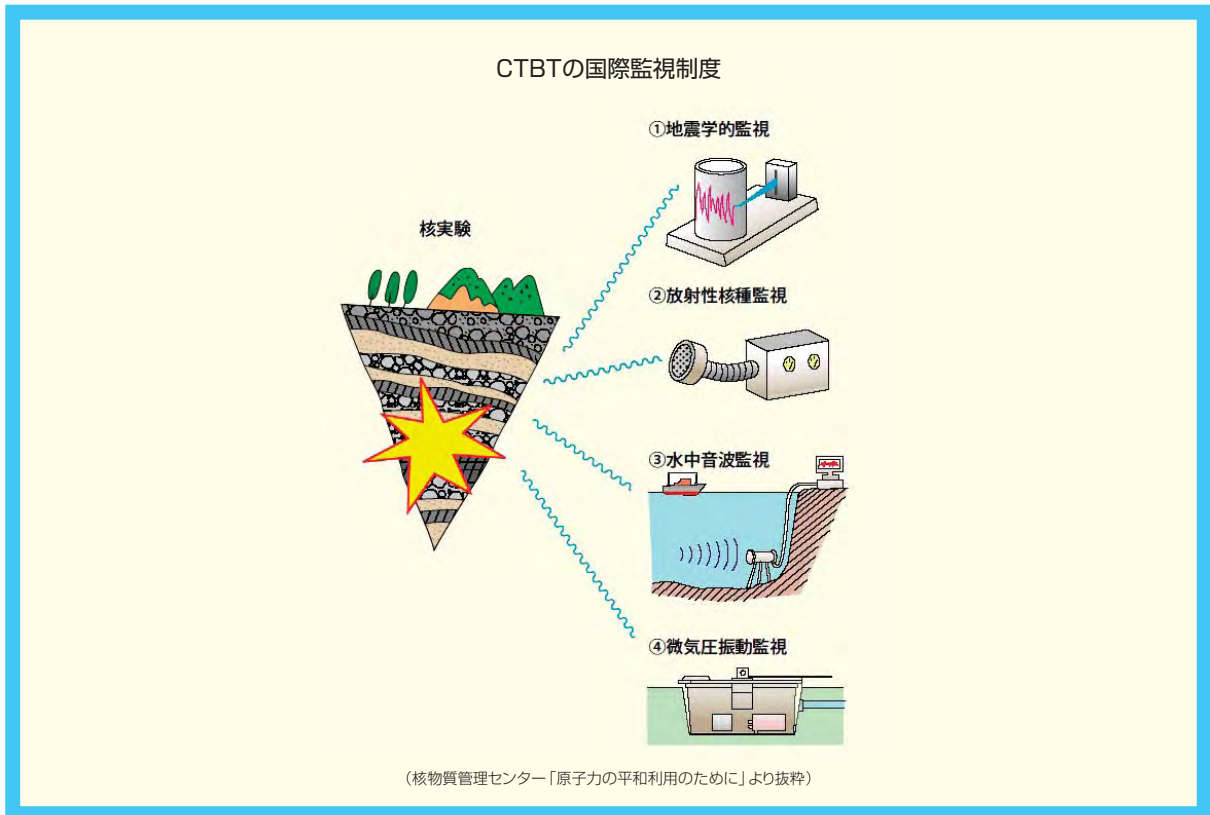 CTBTの国際監視制度
①地震学的監視
核実験
②放射性核種監視
③水中音波監視
④微気圧振動監視
（核物質管理センター「原子力の平和利用のために」より抜粋）